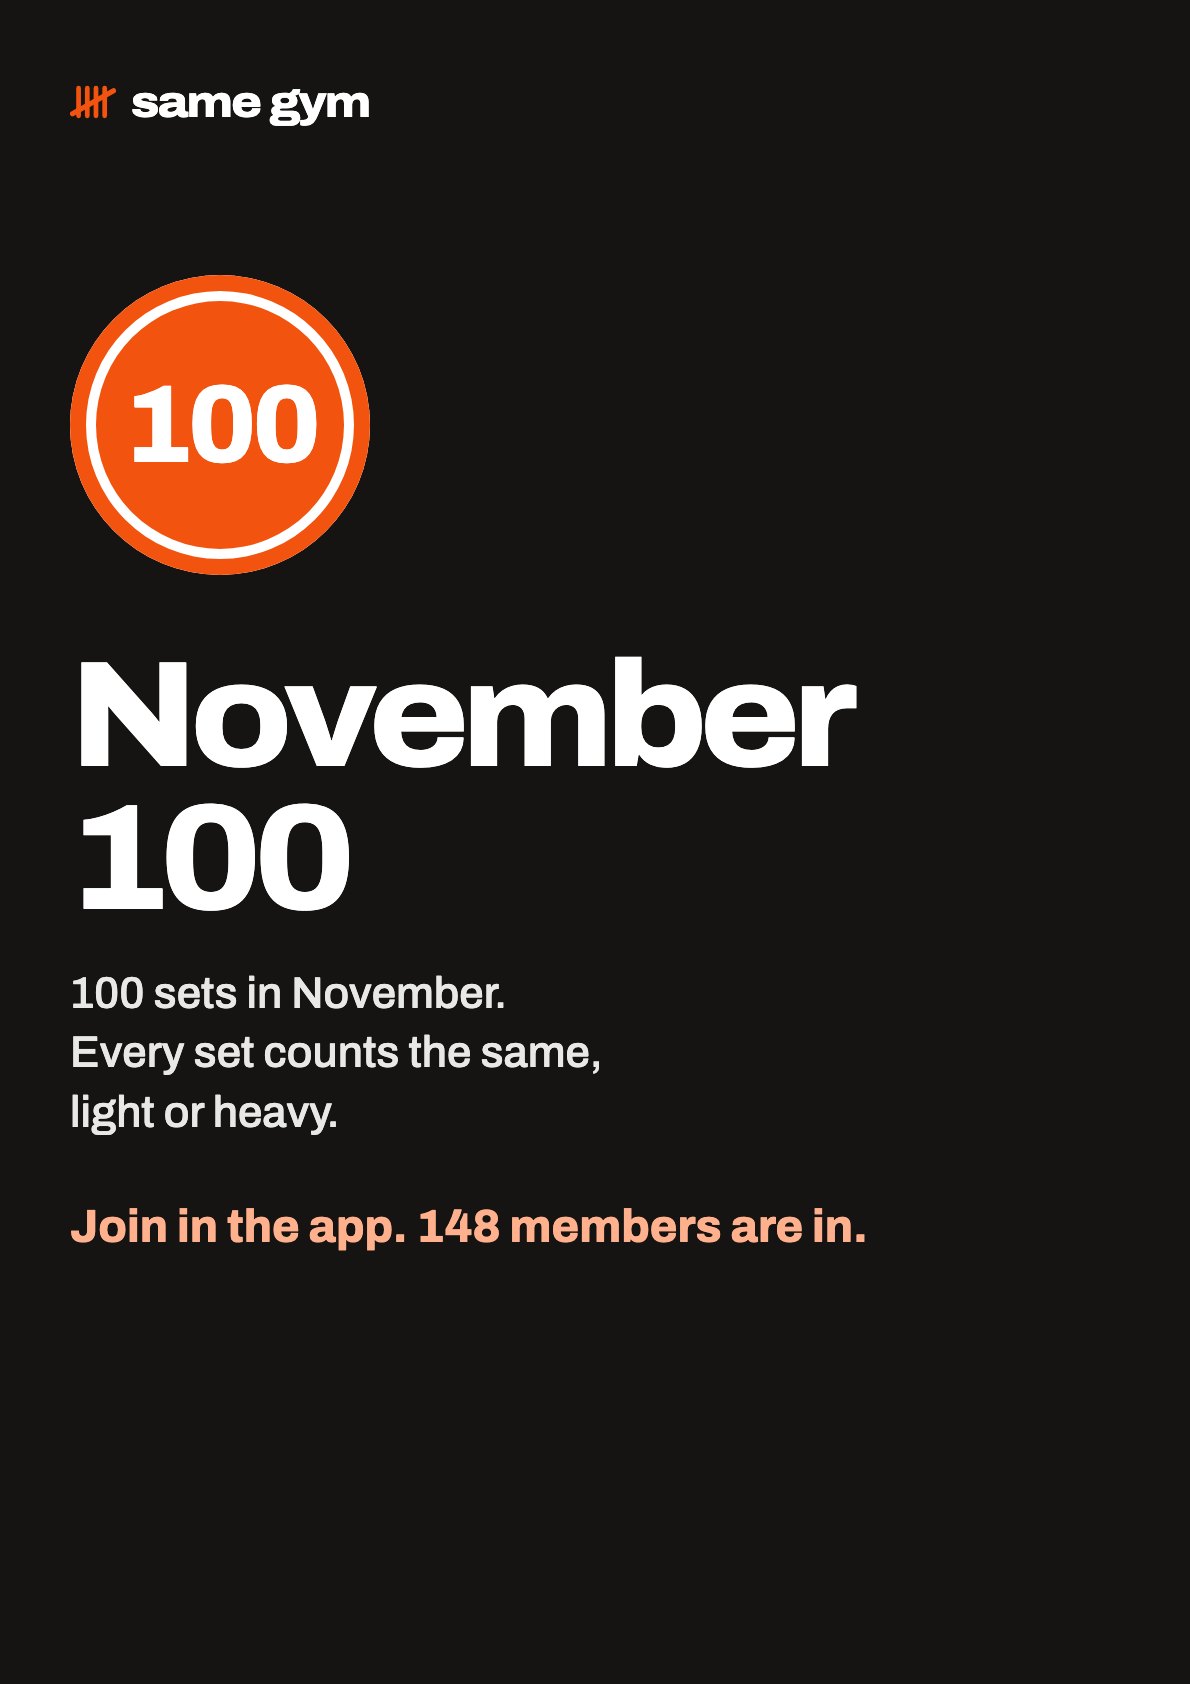 same gym
100
November
100
100 sets in November.
Every set counts the same,
light or heavy.
Join in the app. 148 members are in.